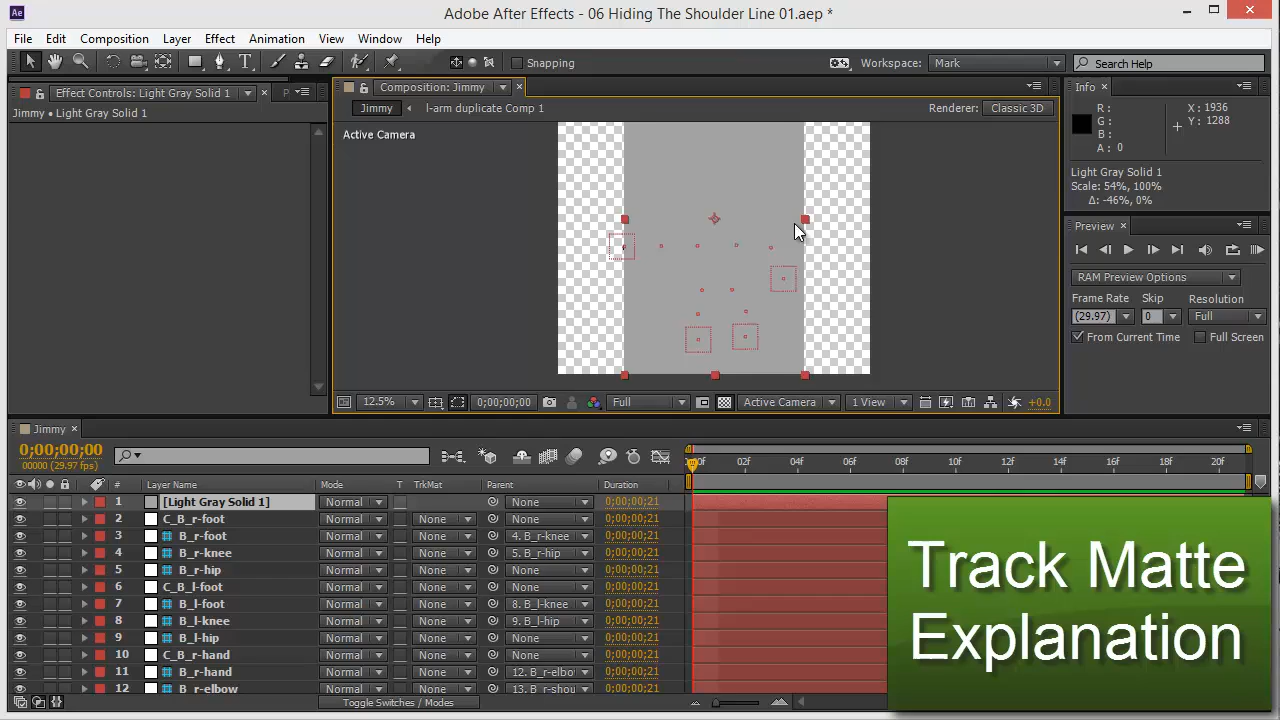 Ae Adobe After Effects - 06 Hiding The Shoulder Line 01.aep *
File Edit Composition Layer Effect Animation View Window Help
Snapping Workspace: Mark Search Help
Effect Controls: Light Gray Solid 1 P
Jimmy • Light Gray Solid 1
Composition: Jimmy
Jimmy l-arm duplicate Comp 1 Renderer: Classic 3D
Active Camera
Info
R:
G:
B:
A: 0
X: 1936
Y: 1288
Light Gray Solid 1
Scale: 54%, 100%
Δ: -46%, 0%
Preview
RAM Preview Options
Frame Rate Skip Resolution
(29.97) 0 Full
From Current Time Full Screen
12.5% 0;00;00;00 Full Active Camera 1 View +0.0
Jimmy
0;00;00;00
00000 (29.97 fps)
00f 02f 04f 06f 08f 10f 12f 14f 16f 18f 20f
# Layer Name Mode T TrkMat Parent Duration
1 [Light Gray Solid 1] Normal None 0;00;00;21
2 C_B_r-foot Normal None None 0;00;00;21
3 B_r-foot Normal None 4. B_r-knee 0;00;00;21
4 B_r-knee Normal None 5. B_r-hip 0;00;00;21
5 B_r-hip Normal None None 0;00;00;21
6 C_B_l-foot Normal None None 0;00;00;21
7 B_l-foot Normal None 8. B_l-knee 0;00;00;21
8 B_l-knee Normal None 9. B_l-hip 0;00;00;21
9 B_l-hip Normal None None 0;00;00;21
10 C_B_r-hand Normal None None 0;00;00;21
11 B_r-hand Normal None 12. B_r-elbow 0;00;00;21
12 B_r-elbow Normal None 13. B_r-shou 0;00;00;21
Toggle Switches / Modes
Track Matte
Explanation